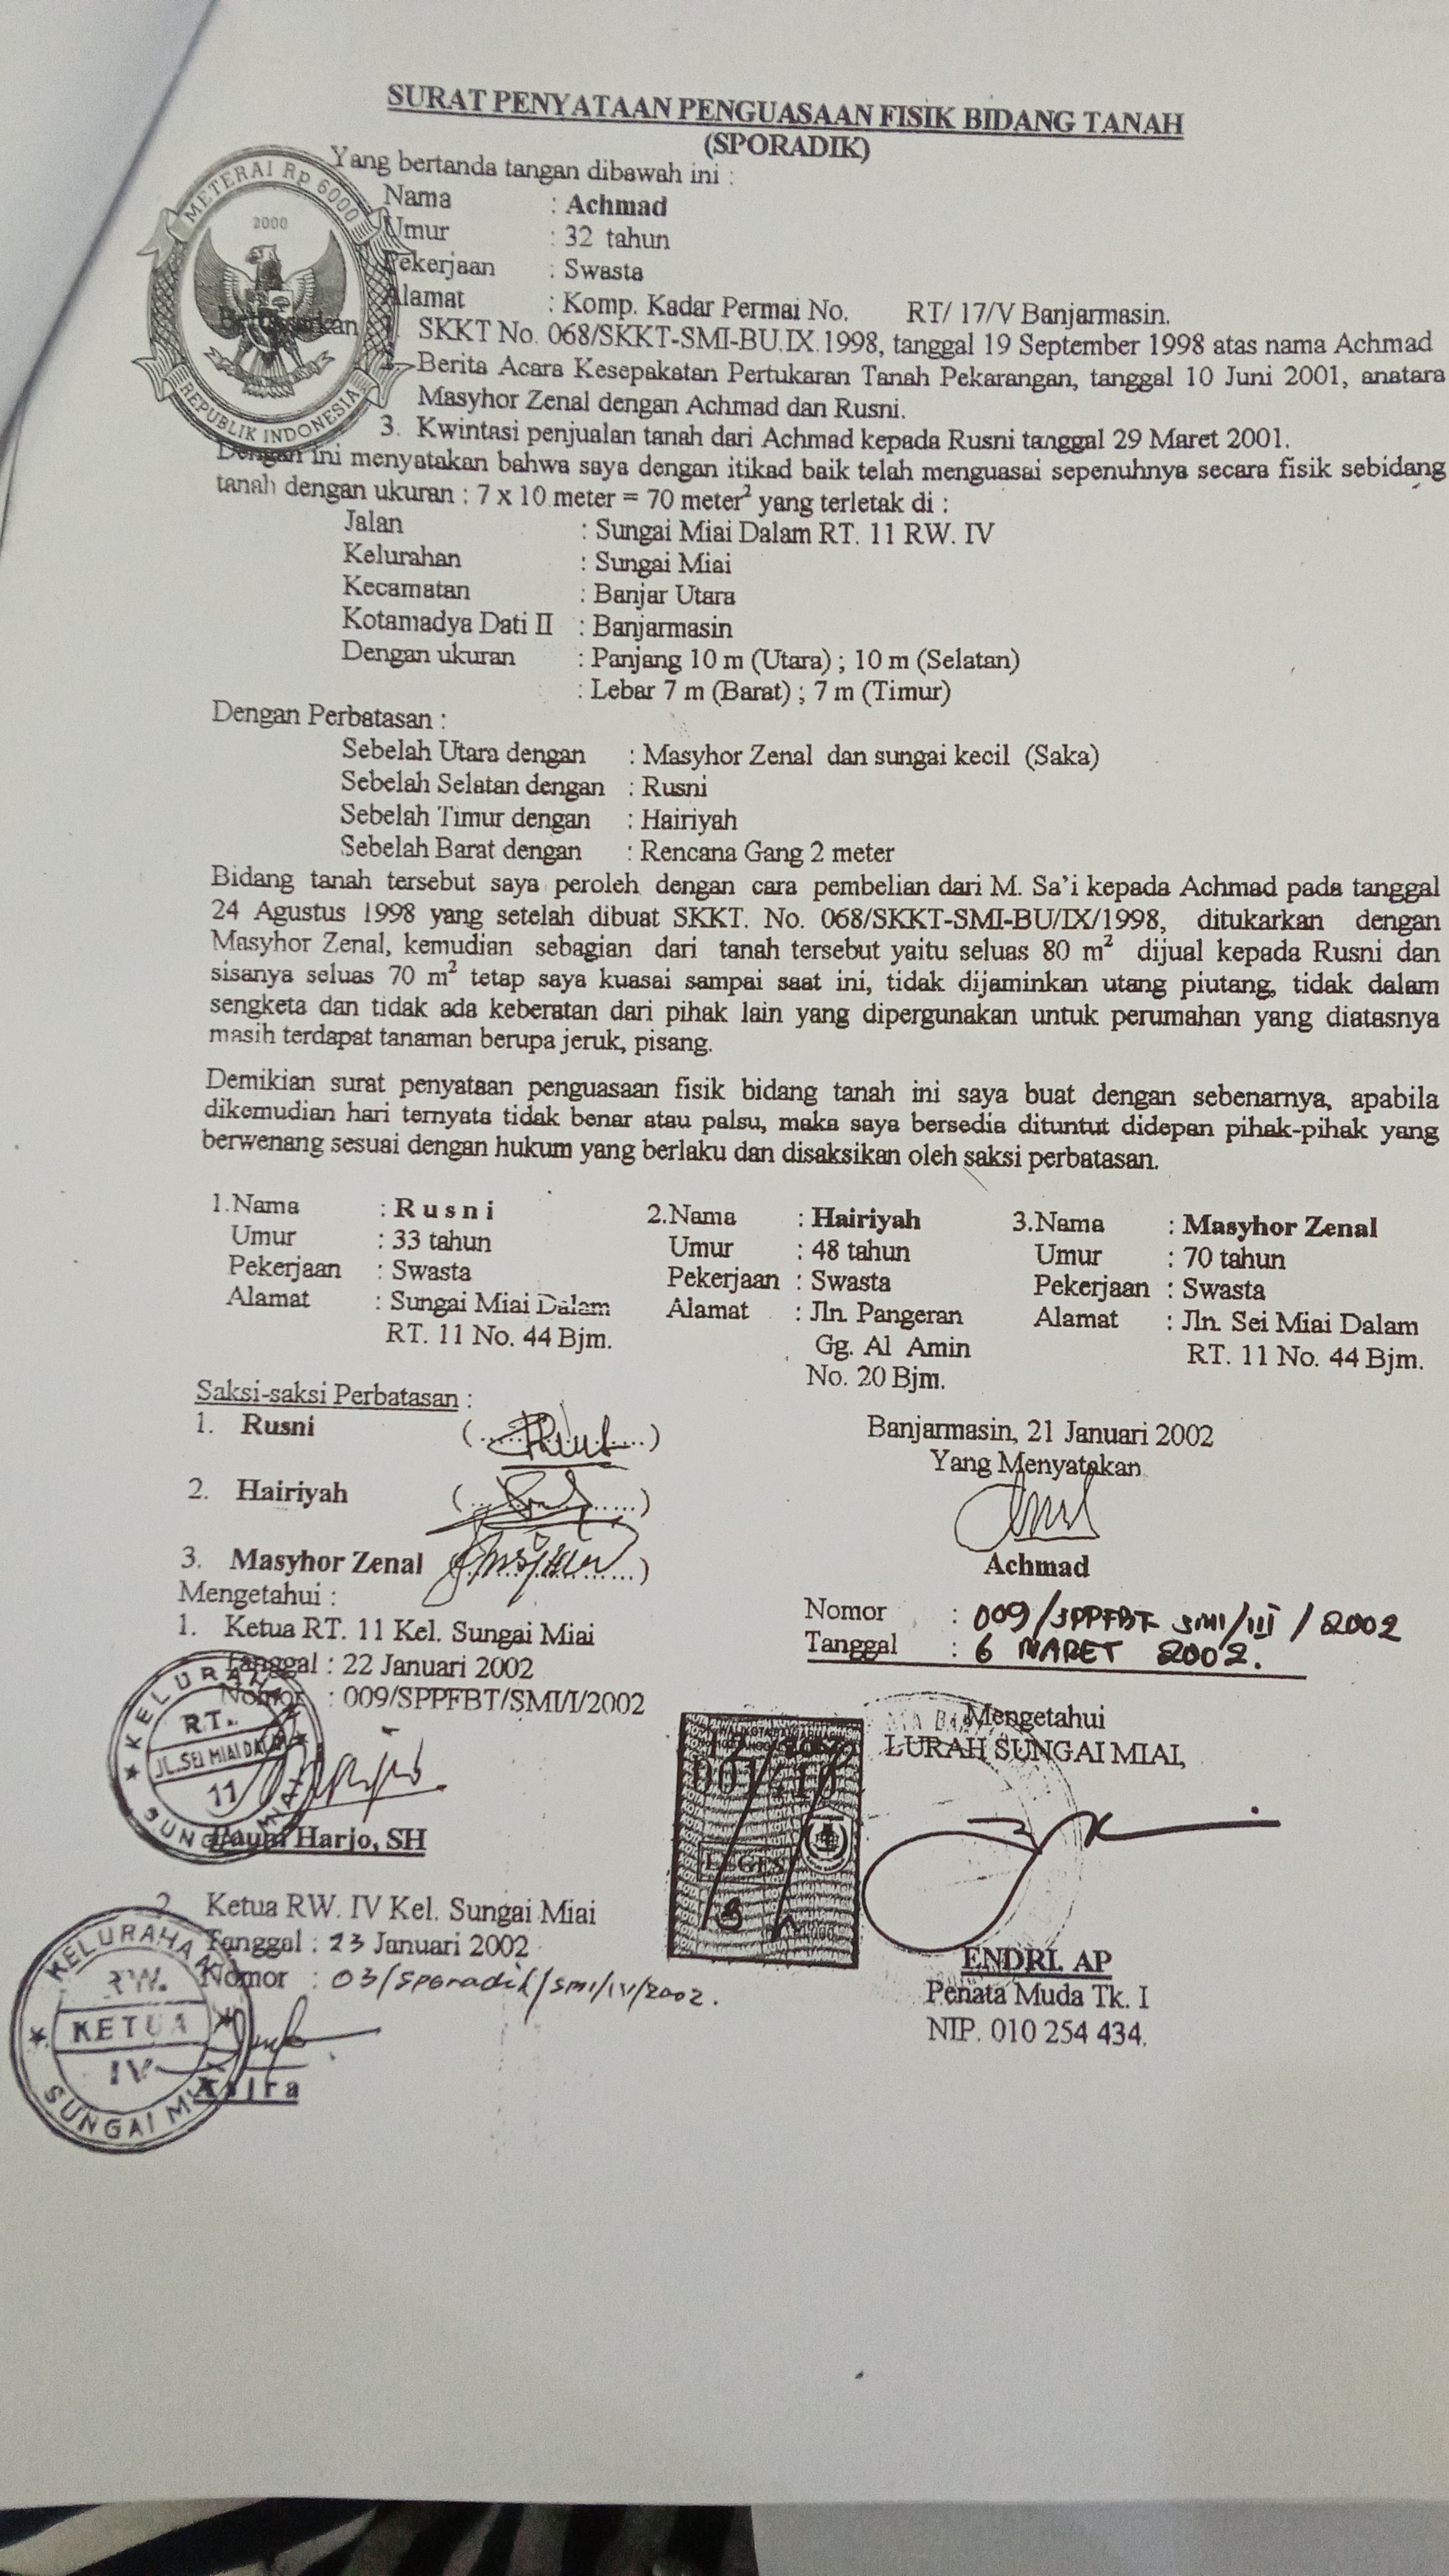 SURAT PENYATAAN PENGUASAAN FISIK BIDANG TANAH
(SPORADIK)
METERAI Rp 6000
2000
REPUBLIK INDONESIA
Yang bertanda tangan dibawah ini :
Nama : Achmad
Umur : 32 tahun
Pekerjaan : Swasta
Alamat : Komp. Kadar Permai No. RT/ 17/V Banjarmasin.
SKKT No. 068/SKKT-SMI-BU.IX.1998, tanggal 19 September 1998 atas nama Achmad
Berita Acara Kesepakatan Pertukaran Tanah Pekarangan, tanggal 10 Juni 2001, anatara
Masyhor Zenal dengan Achmad dan Rusni.
3. Kwintasi penjualan tanah dari Achmad kepada Rusni tanggal 29 Maret 2001.
Dengan ini menyatakan bahwa saya dengan itikad baik telah menguasai sepenuhnya secara fisik sebidang
tanah dengan ukuran : 7 x 10 meter = 70 meter² yang terletak di :
Jalan : Sungai Miai Dalam RT. 11 RW. IV
Kelurahan : Sungai Miai
Kecamatan : Banjar Utara
Kotamadya Dati II : Banjarmasin
Dengan ukuran : Panjang 10 m (Utara) ; 10 m (Selatan)
: Lebar 7 m (Barat) ; 7 m (Timur)
Dengan Perbatasan :
Sebelah Utara dengan : Masyhor Zenal dan sungai kecil (Saka)
Sebelah Selatan dengan : Rusni
Sebelah Timur dengan : Hairiyah
Sebelah Barat dengan : Rencana Gang 2 meter
Bidang tanah tersebut saya peroleh dengan cara pembelian dari M. Sa'i kepada Achmad pada tanggal
24 Agustus 1998 yang setelah dibuat SKKT. No. 068/SKKT-SMI-BU/IX/1998, ditukarkan dengan
Masyhor Zenal, kemudian sebagian dari tanah tersebut yaitu seluas 80 m² dijual kepada Rusni dan
sisanya seluas 70 m² tetap saya kuasai sampai saat ini, tidak dijaminkan utang piutang, tidak dalam
sengketa dan tidak ada keberatan dari pihak lain yang dipergunakan untuk perumahan yang diatasnya
masih terdapat tanaman berupa jeruk, pisang.
Demikian surat penyataan penguasaan fisik bidang tanah ini saya buat dengan sebenarnya, apabila
dikemudian hari ternyata tidak benar atau palsu, maka saya bersedia dituntut didepan pihak-pihak yang
berwenang sesuai dengan hukum yang berlaku dan disaksikan oleh saksi perbatasan.
1.Nama : Rusni 2.Nama : Hairiyah 3.Nama : Masyhor Zenal
Umur : 33 tahun Umur : 48 tahun Umur : 70 tahun
Pekerjaan : Swasta Pekerjaan : Swasta Pekerjaan : Swasta
Alamat : Sungai Miai Dalam Alamat : Jln. Pangeran Alamat : Jln. Sei Miai Dalam
RT. 11 No. 44 Bjm. Gg. Al Amin RT. 11 No. 44 Bjm.
No. 20 Bjm.
Saksi-saksi Perbatasan :
1. Rusni
2. Hairiyah
3. Masyhor Zenal
Banjarmasin, 21 Januari 2002
Yang Menyatakan
Achmad
Mengetahui :
1. Ketua RT. 11 Kel. Sungai Miai
Tanggal : 22 Januari 2002
Nomor : 009/SPPFBT/SMI/I/2002
KELURAHAN
RT.
JL.SEI MIAI DALAM
11
SUNGAI MIAI
Harjo, SH
2. Ketua RW. IV Kel. Sungai Miai
Tanggal : 23 Januari 2002
Nomor : 03/Sporadik/SMI/IV/2002.
KELURAHAN
RW.
KETUA
IV
SUNGAI MIAI
Nomor : 009/SPPFBT SMI/III/2002
Tanggal : 6 MARET 2002.
Mengetahui
LURAH SUNGAI MIAI,
LEGES
ENDRI. AP
Penata Muda Tk. I
NIP. 010 254 434.